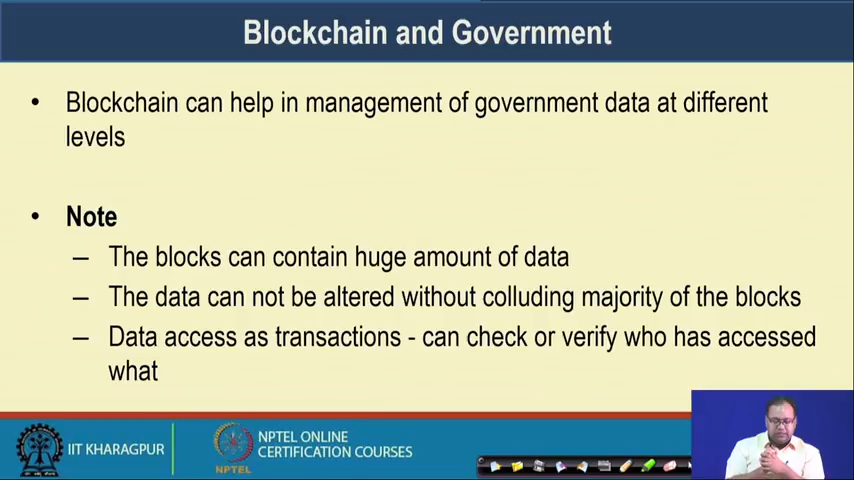 Blockchain and Government
• Blockchain can help in management of government data at different
levels
• Note
– The blocks can contain huge amount of data
– The data can not be altered without colluding majority of the blocks
– Data access as transactions - can check or verify who has accessed
what
IIT KHARAGPUR
NPTEL
NPTEL ONLINE
CERTIFICATION COURSES